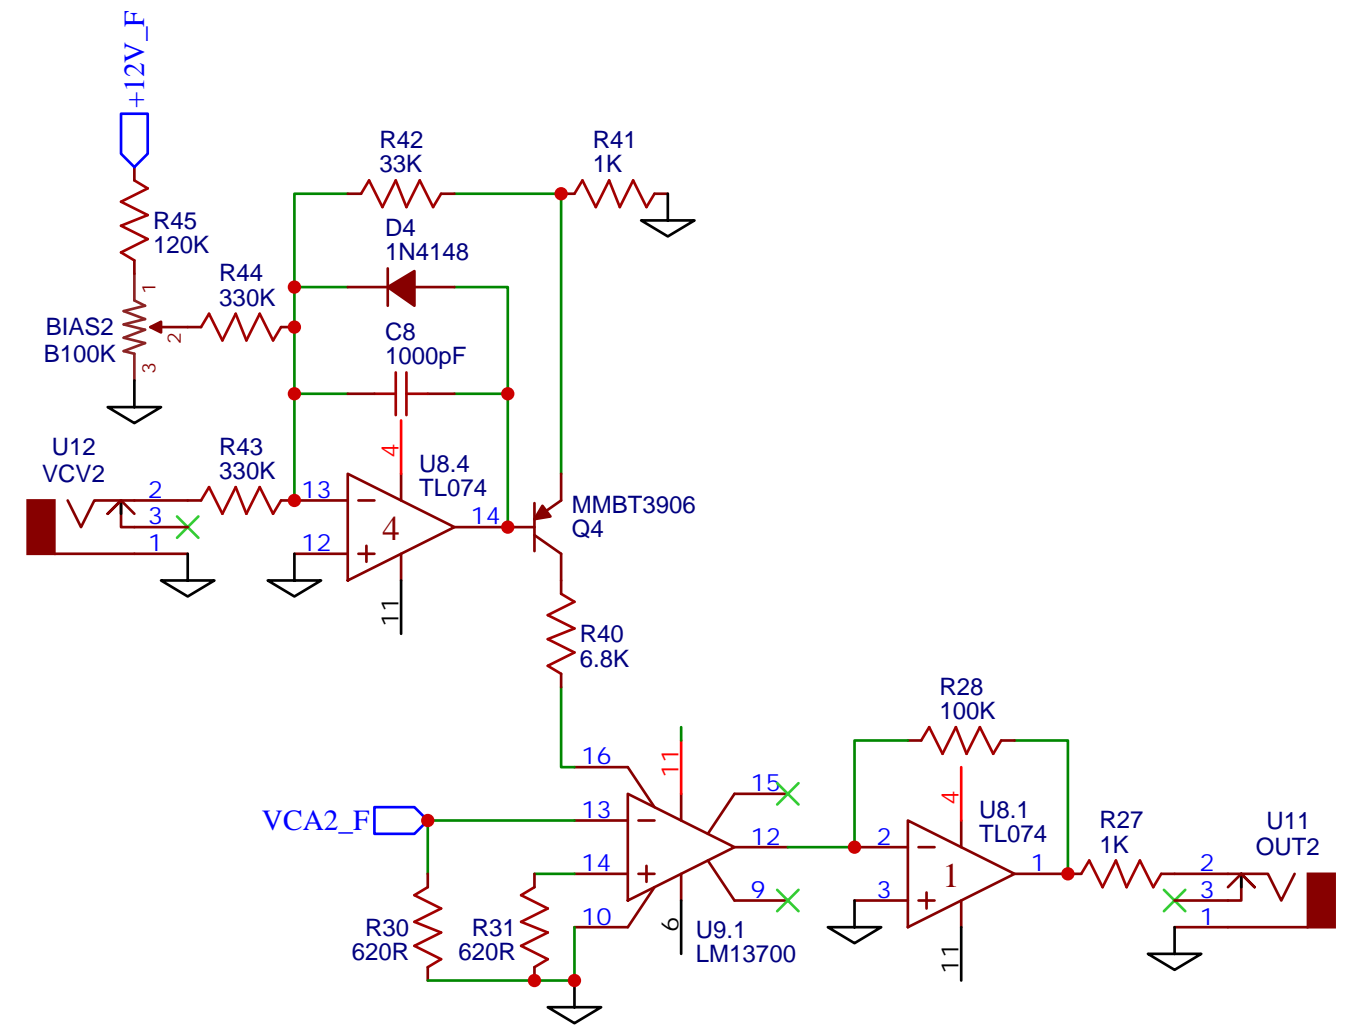 +12V_F
R45
120K
1
BIAS2
B100K
2
3
R44
330K
R42
33K
R41
1K
D4
1N4148
C8
1000pF
U12
VCV2
2
3
1
R43
330K
13
12
4
4
11
U8.4
TL074
14
MMBT3906
Q4
R40
6.8K
16
11
15
VCA2_F
13
14
10
12
9
6
U9.1
LM13700
R30
620R
R31
620R
R28
100K
4
U8.1
TL074
2
3
1
1
11
R27
1K
U11
OUT2
2
3
1